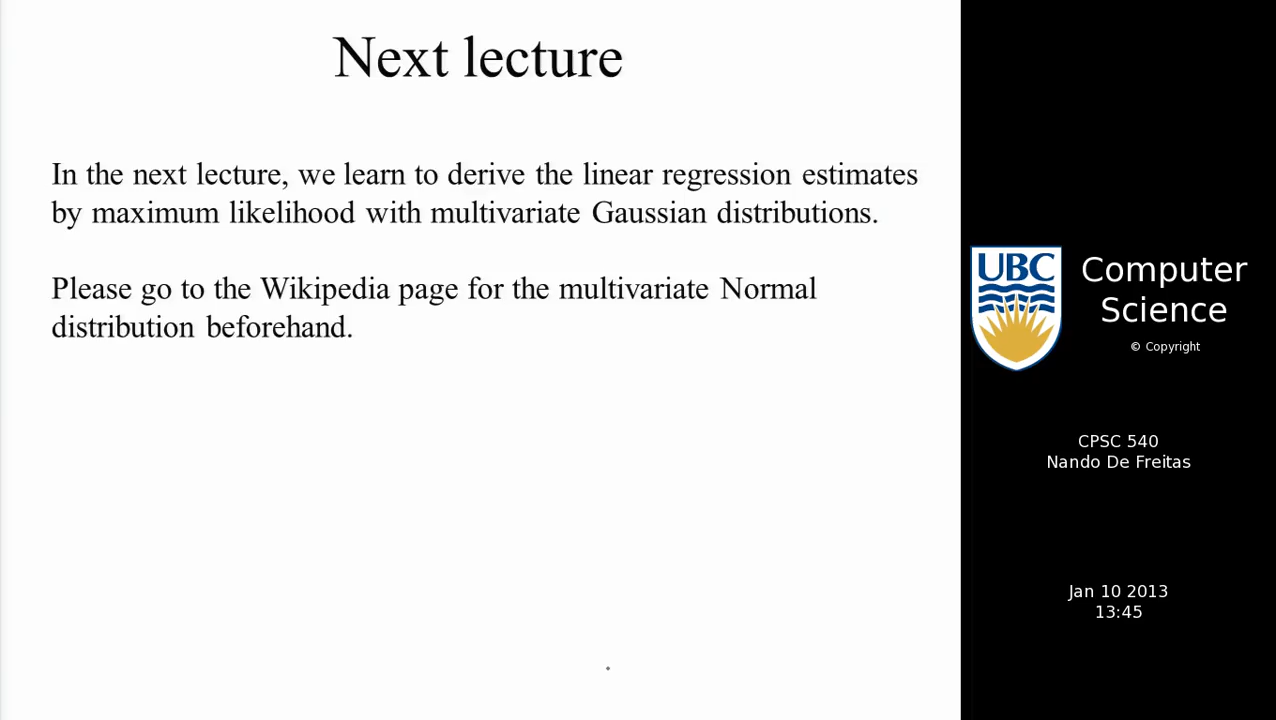 Next lecture
In the next lecture, we learn to derive the linear regression estimates
by maximum likelihood with multivariate Gaussian distributions.
Please go to the Wikipedia page for the multivariate Normal
distribution beforehand.
UBC
Computer
Science
© Copyright
CPSC 540
Nando De Freitas
Jan 10 2013
13:45